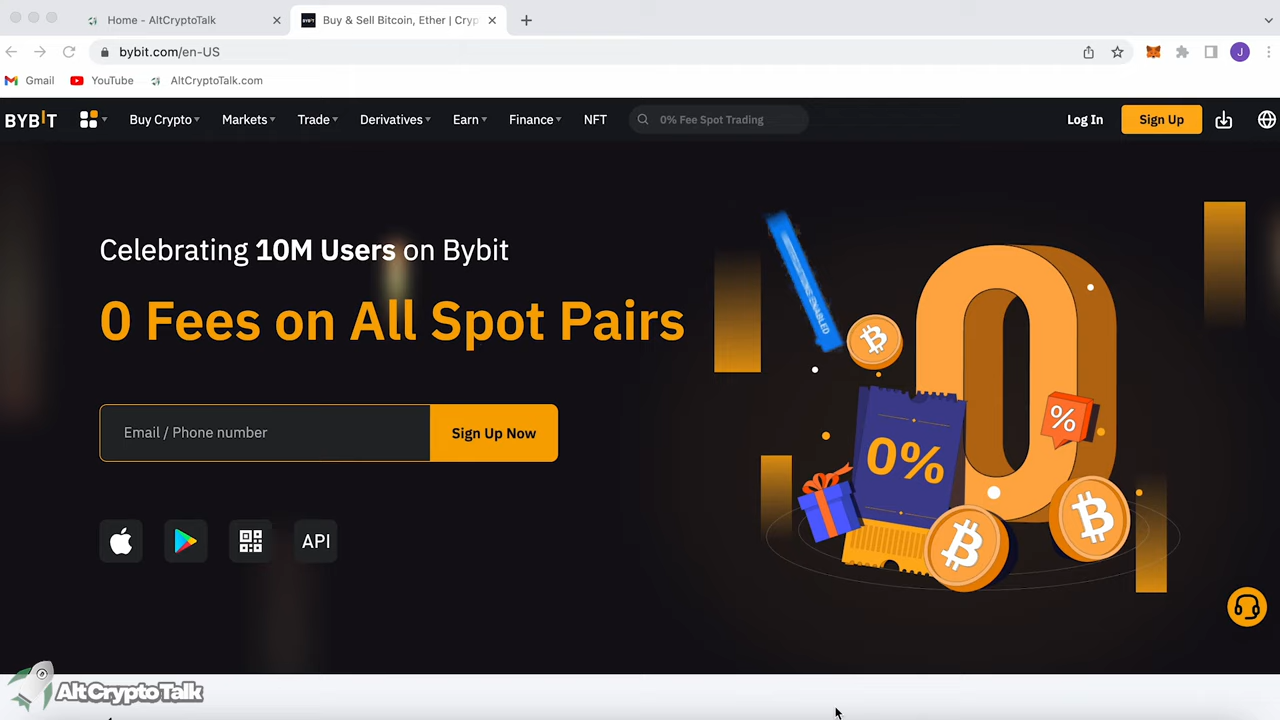 Home - AltCryptoTalk
Buy & Sell Bitcoin, Ether | Cryp
bybit.com/en-US
J
Gmail
YouTube
AltCryptoTalk.com
BYBIT
Buy Crypto
Markets
Trade
Derivatives
Earn
Finance
NFT
0% Fee Spot Trading
Log In
Sign Up
Celebrating 10M Users on Bybit
0 Fees on All Spot Pairs
Email / Phone number
Sign Up Now
API
0
0%
%
AltCryptoTalk